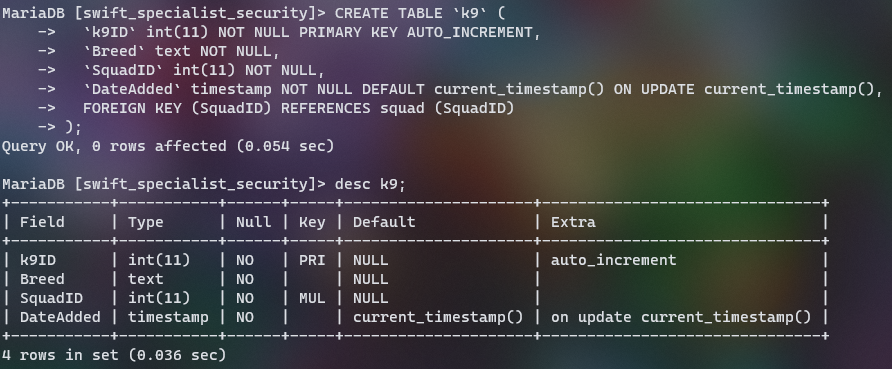 MariaDB [swift_specialist_security]> CREATE TABLE `k9` (
    ->   `k9ID` int(11) NOT NULL PRIMARY KEY AUTO_INCREMENT,
    ->   `Breed` text NOT NULL,
    ->   `SquadID` int(11) NOT NULL,
    ->   `DateAdded` timestamp NOT NULL DEFAULT current_timestamp() ON UPDATE current_timestamp(),
    ->   FOREIGN KEY (SquadID) REFERENCES squad (SquadID)
    -> );
Query OK, 0 rows affected (0.054 sec)

MariaDB [swift_specialist_security]> desc k9;
+-----------+-----------+------+-----+---------------------+-------------------------------+
| Field     | Type      | Null | Key | Default             | Extra                         |
+-----------+-----------+------+-----+---------------------+-------------------------------+
| k9ID      | int(11)   | NO   | PRI | NULL                | auto_increment                |
| Breed     | text      | NO   |     | NULL                |                               |
| SquadID   | int(11)   | NO   | MUL | NULL                |                               |
| DateAdded | timestamp | NO   |     | current_timestamp() | on update current_timestamp() |
+-----------+-----------+------+-----+---------------------+-------------------------------+
4 rows in set (0.036 sec)